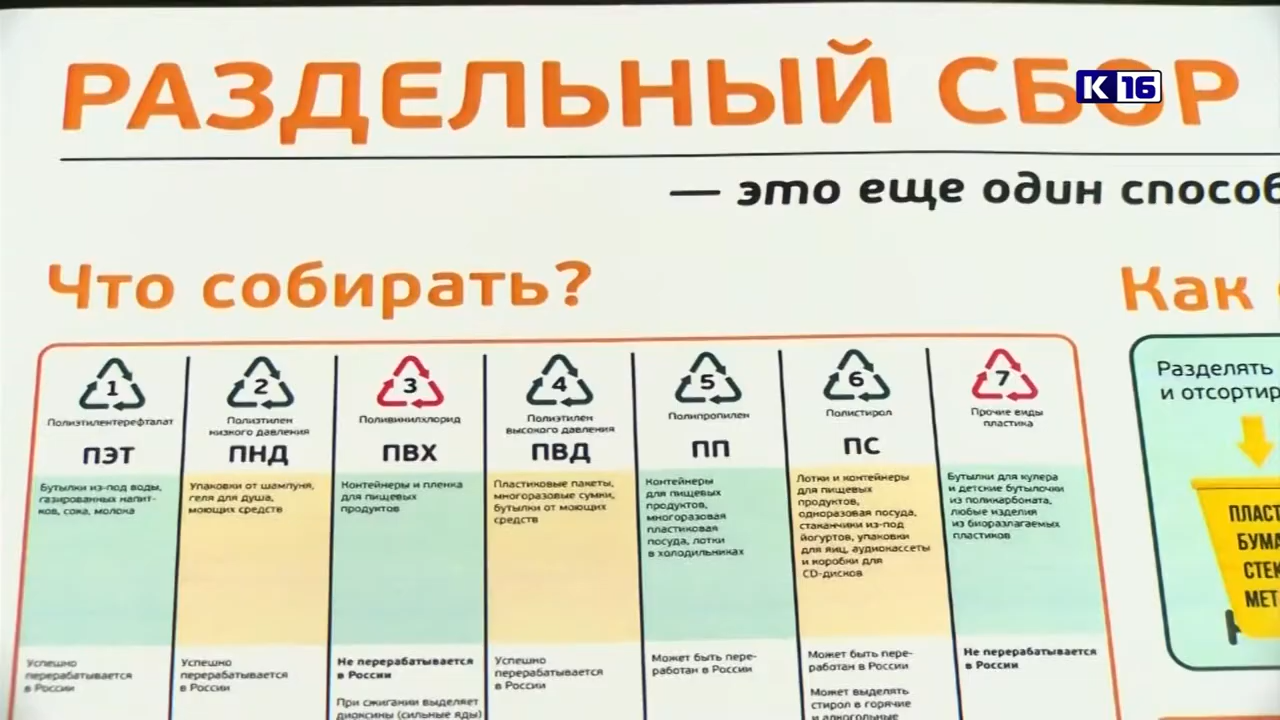 РАЗДЕЛЬНЫЙ СБОР
К 16
— это еще один способ
Что собирать?
Как
1
Полиэтилентерефталат
ПЭТ
Бутылки из-под воды,
газированных напит-
ков, сока, молока
Успешно
перерабатывается
в России
2
Полиэтилен
низкого давления
ПНД
Упаковки от шампуня,
геля для душа,
моющих средств
Успешно
перерабатывается
в России
3
Поливинилхлорид
ПВХ
Контейнеры и пленка
для пищевых
продуктов
Не перерабатывается
в России
При сжигании выделяет
диоксины (сильные яды)
4
Полиэтилен
высокого давления
ПВД
Пластиковые пакеты,
многоразовые сумки,
бутылки от моющих
средств
Успешно
перерабатывается
в России
5
Полипропилен
ПП
Контейнеры
для пищевых
продуктов,
многоразовая
пластиковая
посуда, лотки
в холодильниках
Может быть пере-
работан в России
6
Полистирол
ПС
Лотки и контейнеры
для пищевых
продуктов,
одноразовая посуда,
стаканчики из-под
йогуртов, упаковки
для яиц, аудиокассеты
и коробки для
CD-дисков
Может быть пере-
работан в России
Может выделять
стирол в горячие
и алкогольные
7
Прочие виды
пластика
Бутылки для кулера
и детские бутылочки
из поликарбоната,
любые изделия
из биоразлагаемых
пластиков
Не перерабатывается
в России
Разделять
и отсортир
ПЛАСТ
БУМА
СТЕК
МЕТ